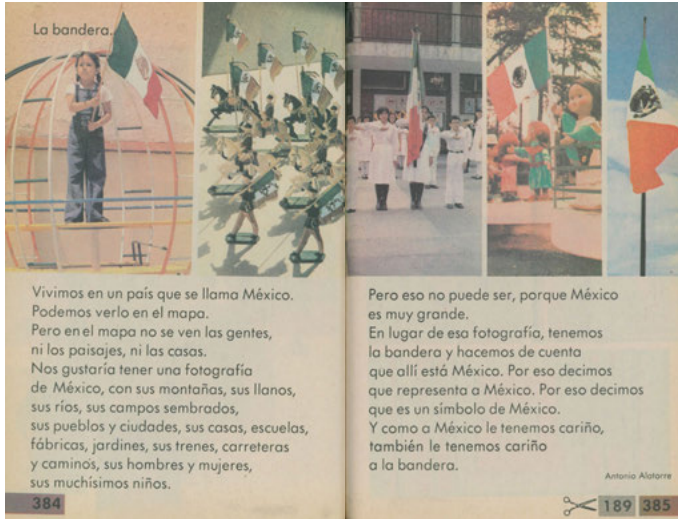 La bandera.
Vivimos en un país que se llama México.
Podemos verlo en el mapa.
Pero en el mapa no se ven las gentes,
ni los paisajes, ni las casas.
Nos gustaría tener una fotografía
de México, con sus montañas, sus llanos,
sus ríos, sus campos sembrados,
sus pueblos y ciudades, sus casas, escuelas,
fábricas, jardines, sus trenes, carreteras
y caminos, sus hombres y mujeres,
sus muchísimos niños.
384
Pero eso no puede ser, porque México
es muy grande.
En lugar de esa fotografía, tenemos
la bandera y hacemos de cuenta
que allí está México. Por eso decimos
que representa a México. Por eso decimos
que es un símbolo de México.
Y como a México le tenemos cariño,
también le tenemos cariño
a la bandera.
Antonio Alatorre
189 385